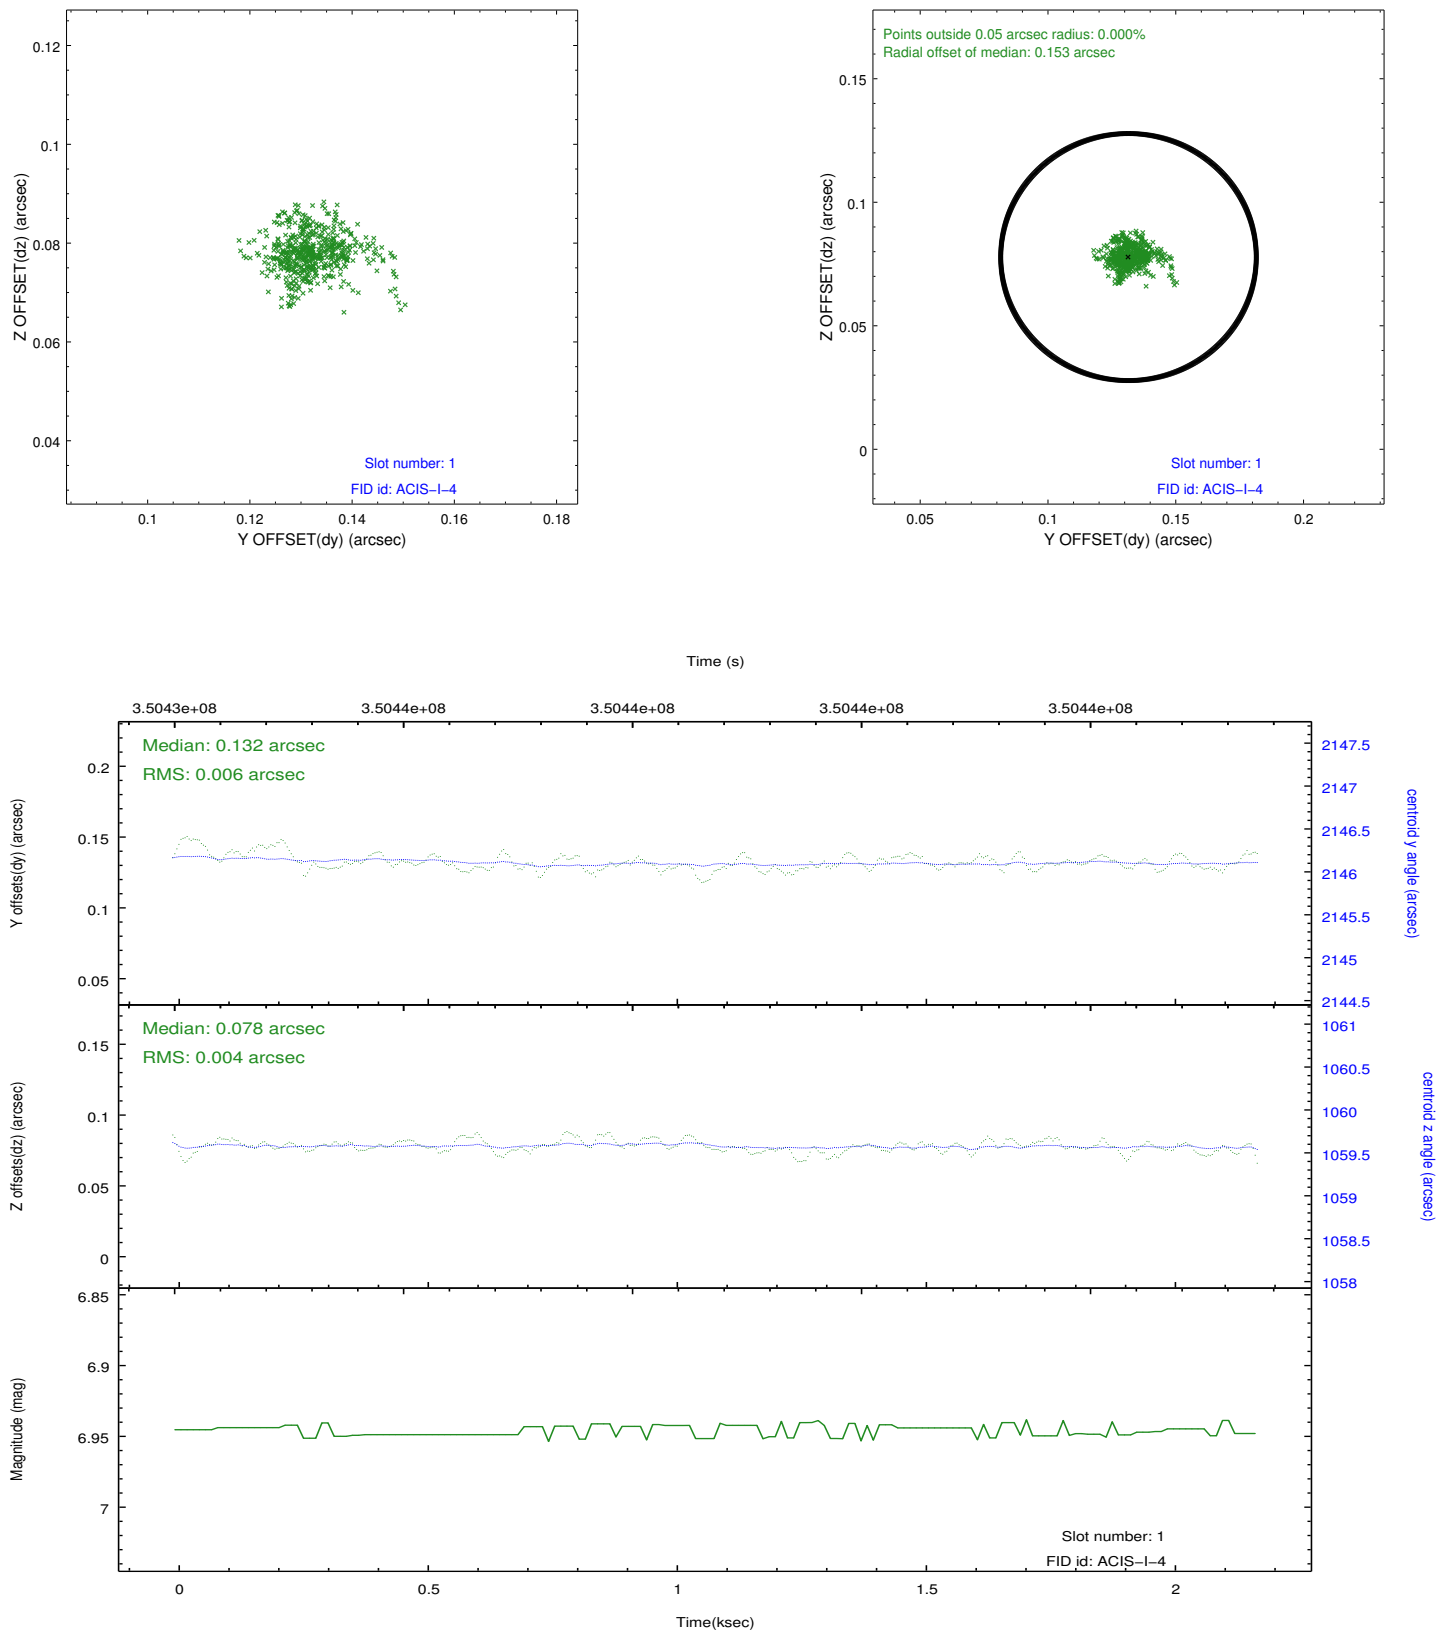 0.12
0.1
0.08
0.06
0.04
Z OFFSET(dz) (arcsec)
Slot number: 1
FID id: ACIS−I−4
0.1 0.12 0.14 0.16 0.18
Y OFFSET(dy) (arcsec)
Points outside 0.05 arcsec radius: 0.000%
Radial offset of median: 0.153 arcsec
0.15
0.1
0.05
0
Z OFFSET(dz) (arcsec)
Slot number: 1
FID id: ACIS−I−4
0.05 0.1 0.15 0.2
Y OFFSET(dy) (arcsec)
Time (s)
3.5043e+08 3.5044e+08 3.5044e+08 3.5044e+08 3.5044e+08
Median: 0.132 arcsec
RMS: 0.006 arcsec
0.2
0.15
0.1
0.05
Y offsets(dy) (arcsec)
2147.5
2147
2146.5
2146
2145.5
2145
2144.5
centroid y angle (arcsec)
Median: 0.078 arcsec
RMS: 0.004 arcsec
0.15
0.1
0.05
0
Z offsets(dz) (arcsec)
1061
1060.5
1060
1059.5
1059
1058.5
1058
centroid z angle (arcsec)
6.85
6.9
6.95
7
Magnitude (mag)
Slot number: 1
FID id: ACIS−I−4
0 0.5 1 1.5 2
Time(ksec)